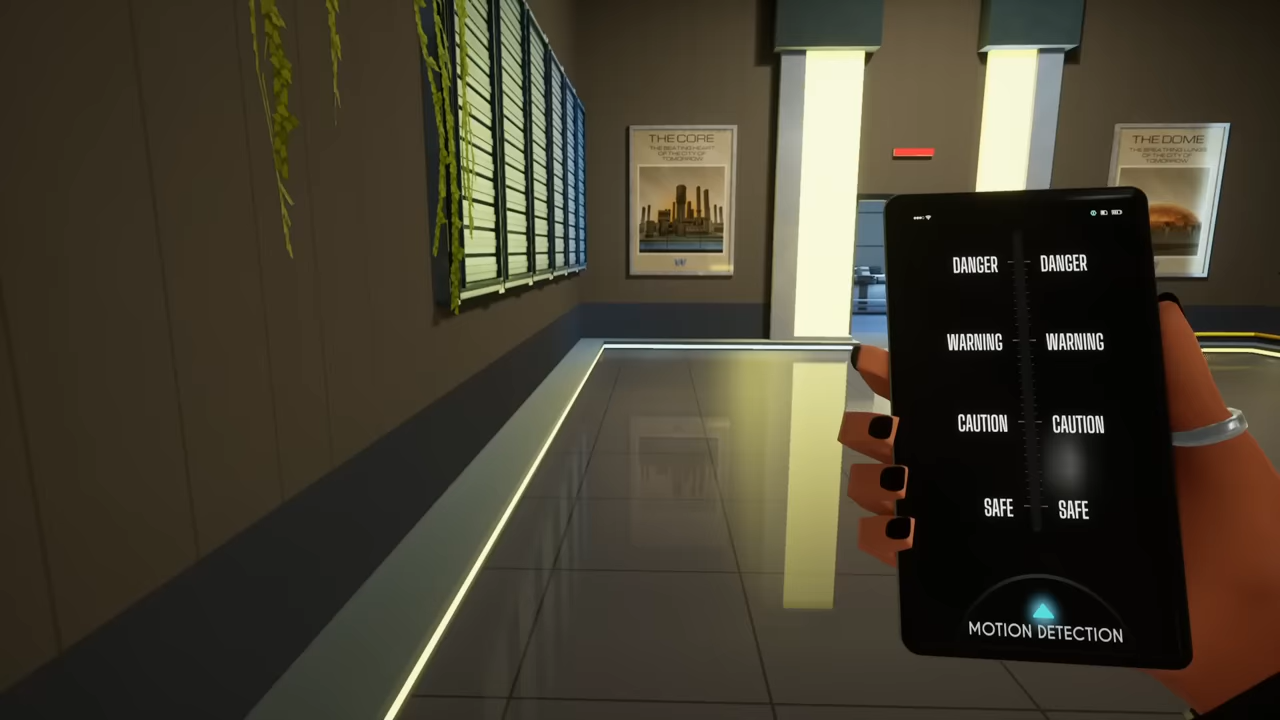 THE CORE
THE BEATING HEART
OF THE CITY OF
TOMORROW
W
THE DOME
THE BREATHING LUNGS
OF THE CITY OF
TOMORROW
DANGER DANGER
WARNING WARNING
CAUTION CAUTION
SAFE SAFE
MOTION DETECTION